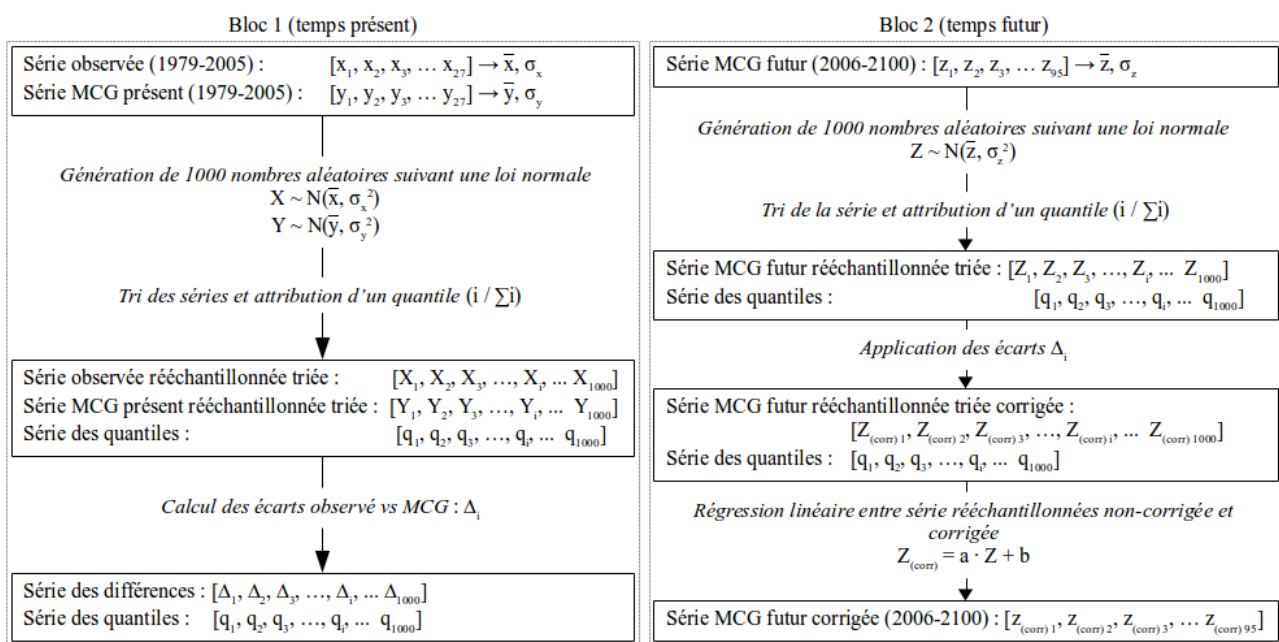 Bloc 1 (temps présent)
Série observée (1979-2005) : [x₁, x₂, x₃, … x₂₇] → x̅, σₓ
Série MCG présent (1979-2005) : [y₁, y₂, y₃, … y₂₇] → y̅, σ_y
Génération de 1000 nombres aléatoires suivant une loi normale
X ~ N(x̅, σₓ²)
Y ~ N(y̅, σ_y²)
Tri des séries et attribution d’un quantile (i / ∑i)
Série observée rééchantillonnée triée : [X₁, X₂, X₃, …, Xᵢ, ... X₁₀₀₀]
Série MCG présent rééchantillonnée triée : [Y₁, Y₂, Y₃, …, Yᵢ, ... Y₁₀₀₀]
Série des quantiles : [q₁, q₂, q₃, …, qᵢ, ... q₁₀₀₀]
Calcul des écarts observé vs MCG : Δᵢ
Série des différences : [Δ₁, Δ₂, Δ₃, …, Δᵢ, ... Δ₁₀₀₀]
Série des quantiles : [q₁, q₂, q₃, …, qᵢ, ... q₁₀₀₀]
Bloc 2 (temps futur)
Série MCG futur (2006-2100) : [z₁, z₂, z₃, … z₉₅] → z̅, σ_z
Génération de 1000 nombres aléatoires suivant une loi normale
Z ~ N(z̅, σ_z²)
Tri de la série et attribution d’un quantile (i / ∑i)
Série MCG futur rééchantillonnée triée : [Z₁, Z₂, Z₃, …, Zᵢ, ... Z₁₀₀₀]
Série des quantiles : [q₁, q₂, q₃, …, qᵢ, ... q₁₀₀₀]
Application des écarts Δᵢ
Série MCG futur rééchantillonnée triée corrigée :
[Z₍corr₎ ₁, Z₍corr₎ ₂, Z₍corr₎ ₃, …, Z₍corr₎ ᵢ, ... Z₍corr₎ ₁₀₀₀]
Série des quantiles : [q₁, q₂, q₃, …, qᵢ, ... q₁₀₀₀]
Régression linéaire entre série rééchantillonnées non-corrigée et
corrigée
Z₍corr₎ = a · Z + b
Série MCG futur corrigée (2006-2100) : [z₍corr₎ ₁, z₍corr₎ ₂, z₍corr₎ ₃, … z₍corr₎ ₉₅]